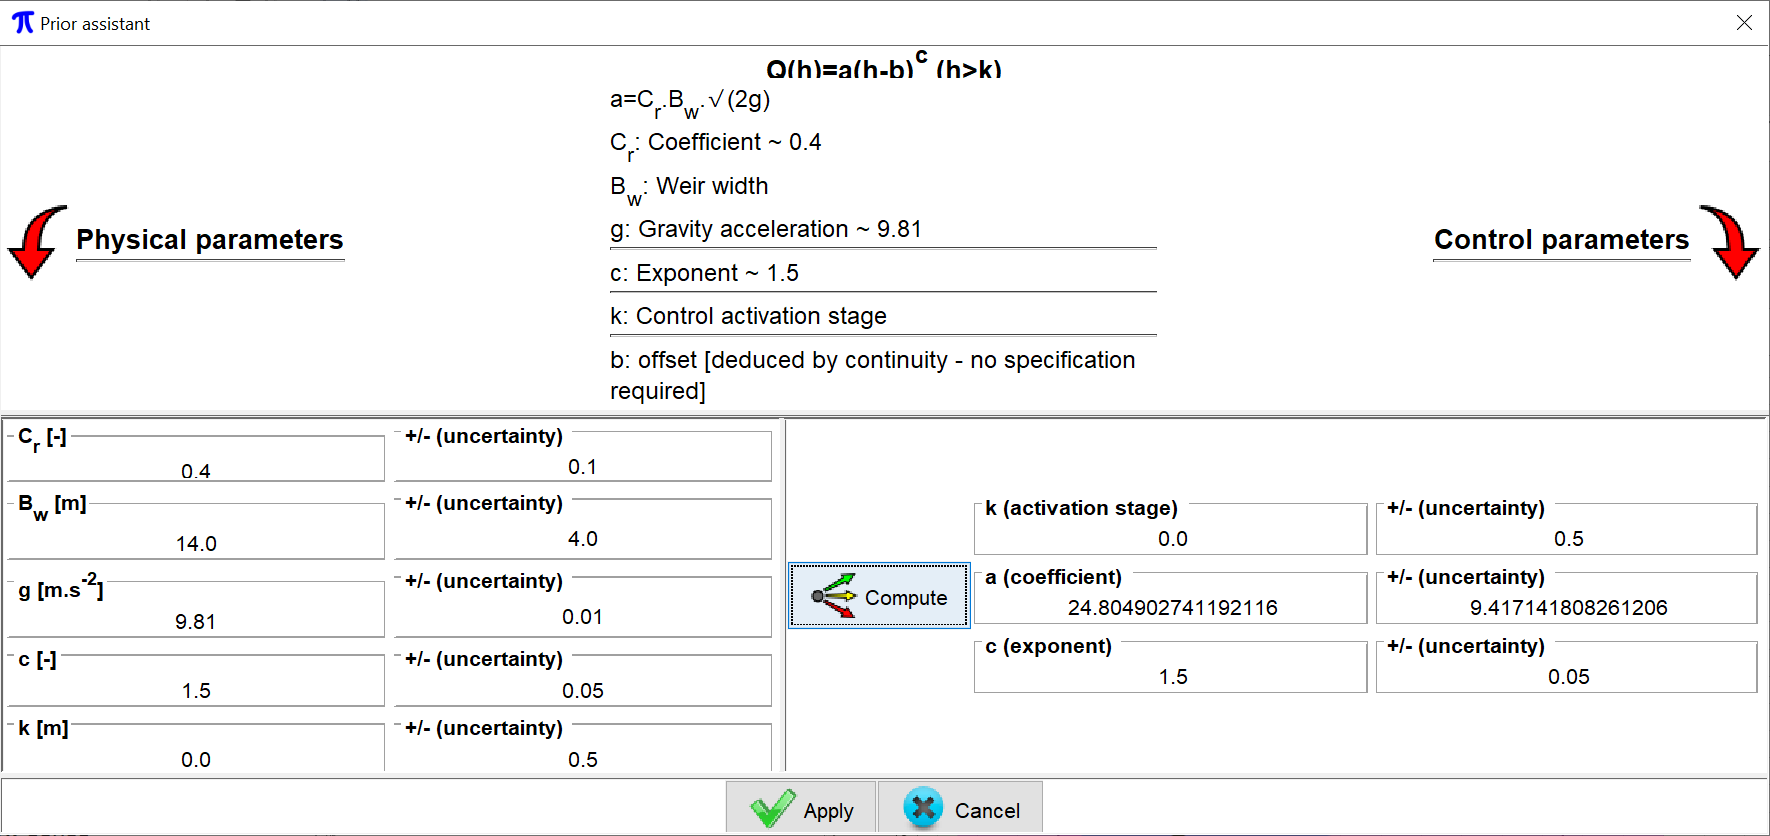 Prior assistant
Q(h)=a(h-b)^c (h>k)
a=C_r.B_w.√(2g)
C_r: Coefficient ~ 0.4
B_w: Weir width
g: Gravity acceleration ~ 9.81
c: Exponent ~ 1.5
k: Control activation stage
b: offset [deduced by continuity - no specification
required]
Physical parameters
Control parameters
C_r [-]
0.4
+/- (uncertainty)
0.1
B_w [m]
14.0
+/- (uncertainty)
4.0
g [m.s^-2]
9.81
+/- (uncertainty)
0.01
c [-]
1.5
+/- (uncertainty)
0.05
k [m]
0.0
+/- (uncertainty)
0.5
Compute
k (activation stage)
0.0
+/- (uncertainty)
0.5
a (coefficient)
24.804902741192116
+/- (uncertainty)
9.417141808261206
c (exponent)
1.5
+/- (uncertainty)
0.05
Apply
Cancel